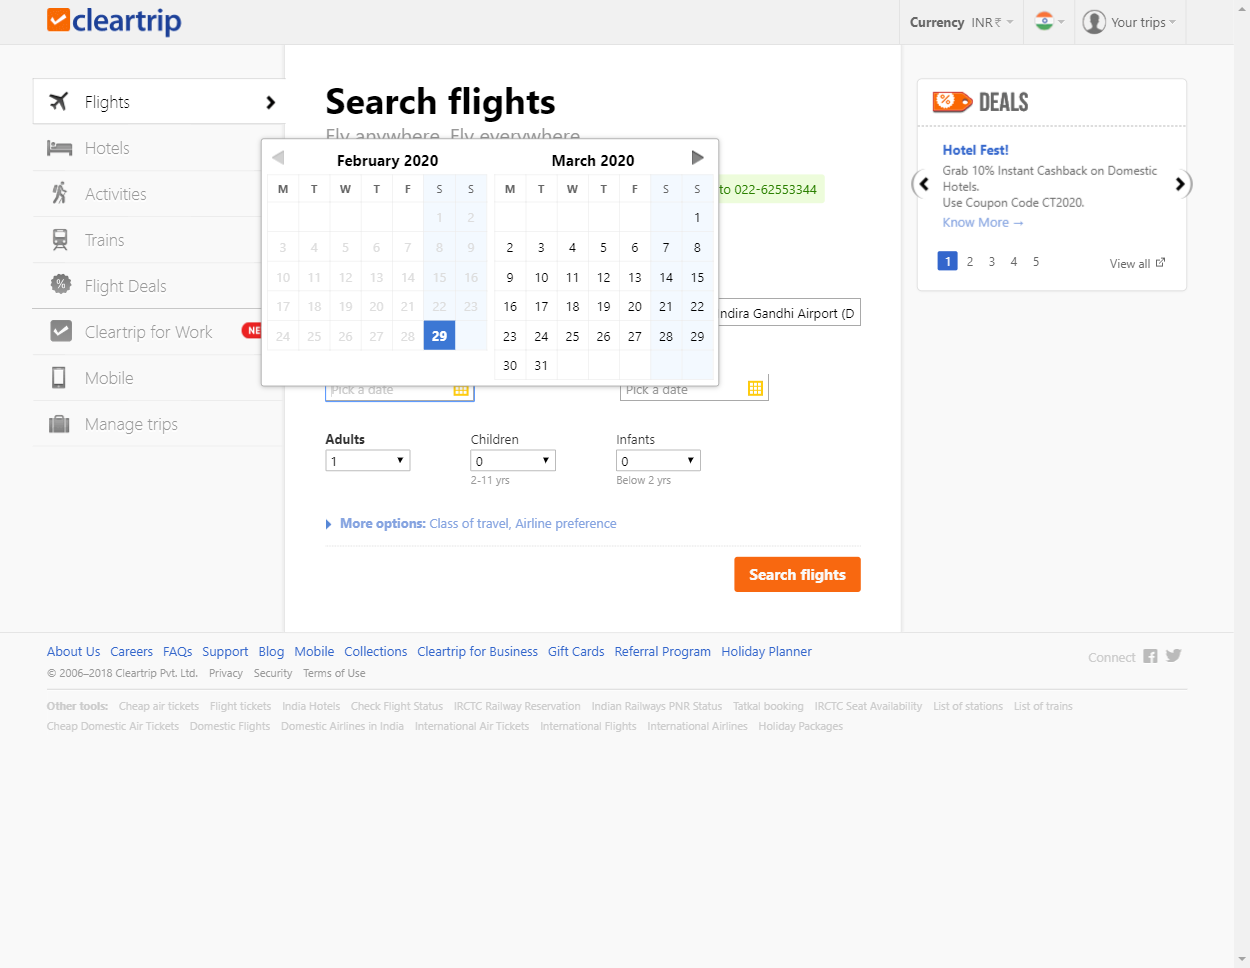 cleartrip
Currency INR₹
Your trips
Flights
Hotels
Activities
Trains
Flight Deals
Cleartrip for Work
Mobile
Manage trips
Search flights
Fly anywhere. Fly everywhere
February 2020
M T W T F S S
1 2
3 4 5 6 7 8 9
10 11 12 13 14 15 16
17 18 19 20 21 22 23
24 25 26 27 28 29
March 2020
M T W T F S S
1
2 3 4 5 6 7 8
9 10 11 12 13 14 15
16 17 18 19 20 21 22
23 24 25 26 27 28 29
30 31
to 022-62553344
ndira Gandhi Airport (D
Pick a date
Pick a date
Adults
Children
Infants
1
0
0
2-11 yrs
Below 2 yrs
More options: Class of travel, Airline preference
Search flights
% DEALS
Hotel Fest!
Grab 10% Instant Cashback on Domestic
Hotels.
Use Coupon Code CT2020.
Know More →
1 2 3 4 5
View all
About Us Careers FAQs Support Blog Mobile Collections Cleartrip for Business Gift Cards Referral Program Holiday Planner
© 2006–2018 Cleartrip Pvt. Ltd. Privacy Security Terms of Use
Connect
Other tools: Cheap air tickets Flight tickets India Hotels Check Flight Status IRCTC Railway Reservation Indian Railways PNR Status Tatkal booking IRCTC Seat Availability List of stations List of trains
Cheap Domestic Air Tickets Domestic Flights Domestic Airlines in India International Air Tickets International Flights International Airlines Holiday Packages